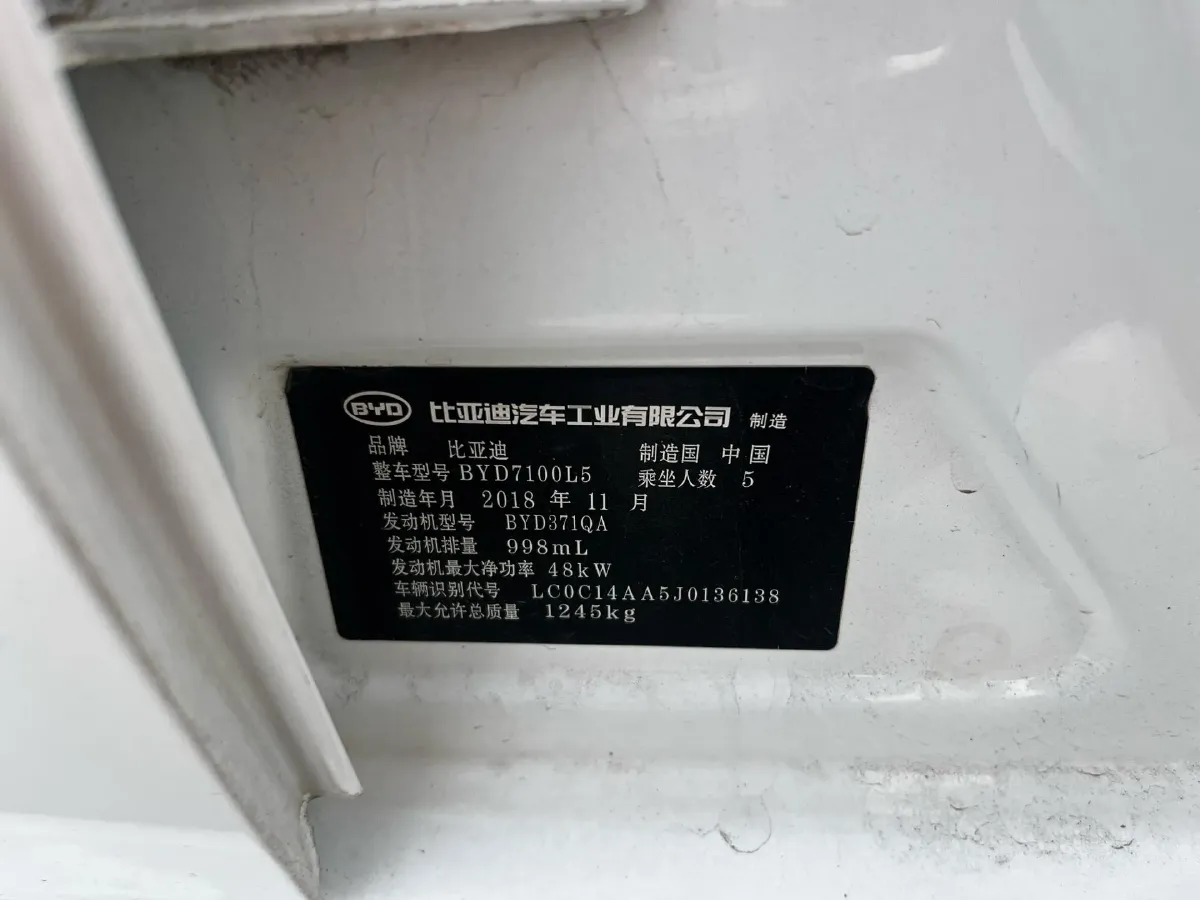 BYD 比亚迪汽车工业有限公司 制造
品牌 比亚迪 制造国 中国
整车型号 BYD7100L5 乘坐人数 5
制造年月 2018 年 11 月
发动机型号 BYD371QA
发动机排量 998mL
发动机最大净功率 48kW
车辆识别代号 LC0C14AA5J0136138
最大允许总质量 1245kg